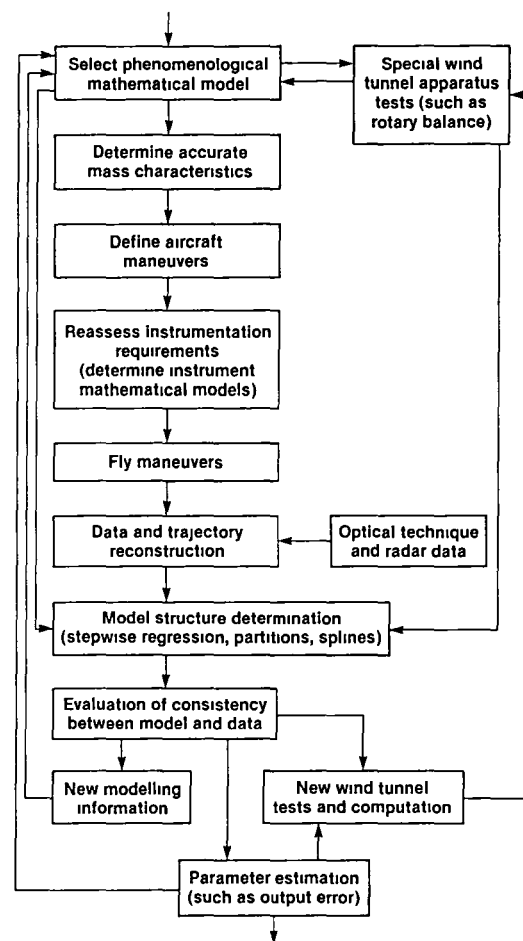 Select phenomenological
mathematical model
Special wind
tunnel apparatus
tests (such as
rotary balance)
Determine accurate
mass characteristics
Define aircraft
maneuvers
Reassess instrumentation
requirements
(determine instrument
mathematical models)
Fly maneuvers
Data and trajectory
reconstruction
Optical technique
and radar data
Model structure determination
(stepwise regression, partitions, splines)
Evaluation of consistency
between model and data
New modelling
information
New wind tunnel
tests and computation
Parameter estimation
(such as output error)